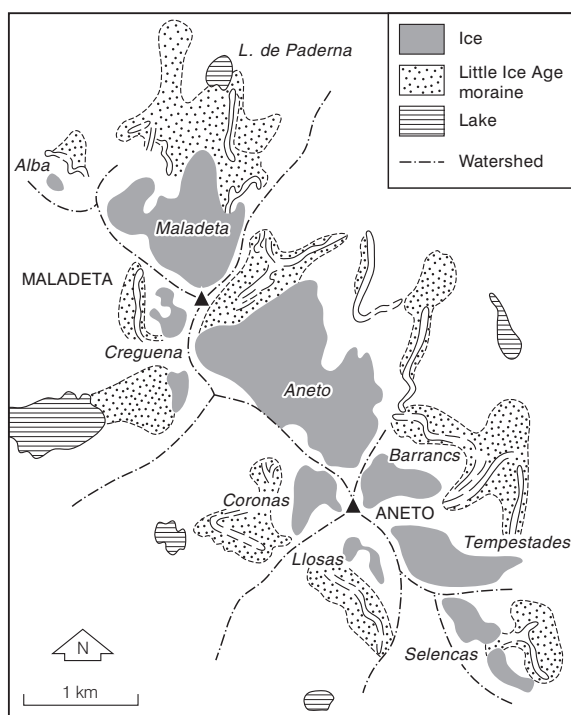 L. de Paderna
Ice
Little Ice Age
moraine
Lake
Watershed
Alba
Maladeta
MALADETA
Creguena
Aneto
Barrancs
Coronas
ANETO
Tempestades
Llosas
Selencas
N
1 km